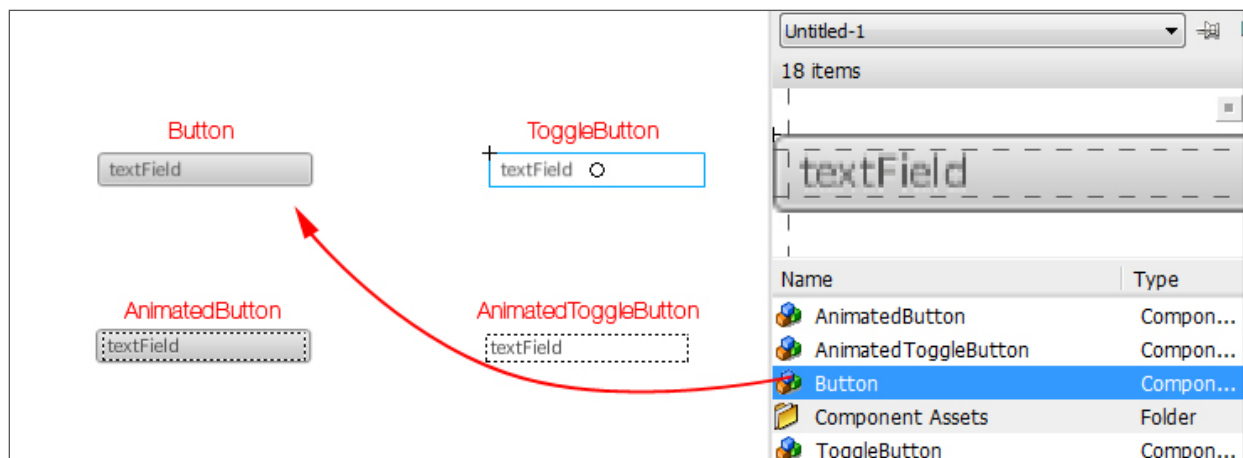 Untitled-1
18 items
Button
ToggleButton
textField
textField
textField
AnimatedButton
AnimatedToggleButton
textField
textField
Name Type
AnimatedButton Compon...
AnimatedToggleButton Compon...
Button Compon...
Component Assets Folder
ToggleButton Compon...